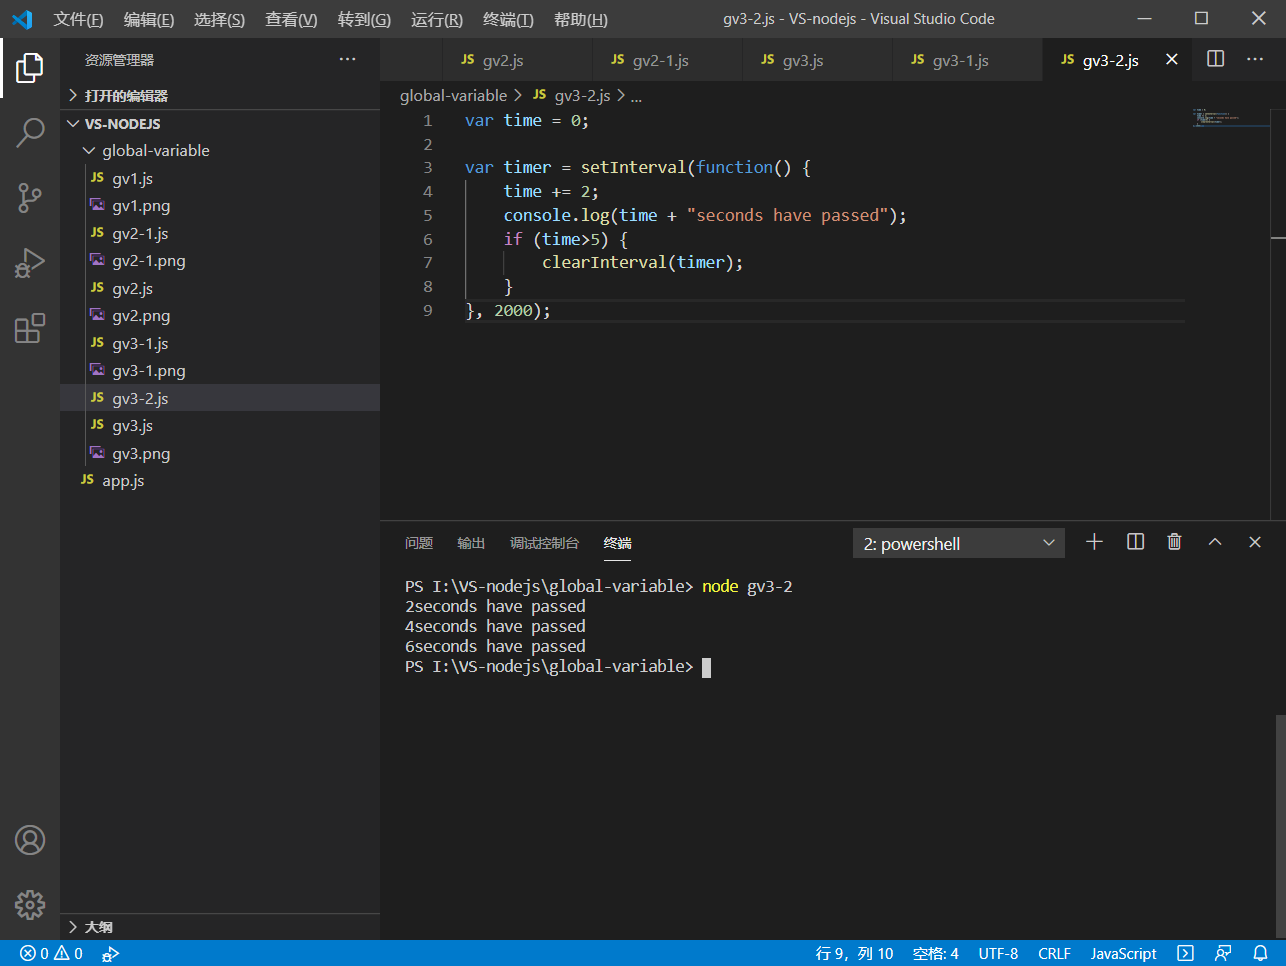 文件(F) 编辑(E) 选择(S) 查看(V) 转到(G) 运行(R) 终端(T) 帮助(H) gv3-2.js - VS-nodejs - Visual Studio Code
资源管理器
JS gv2.js JS gv2-1.js JS gv3.js JS gv3-1.js JS gv3-2.js
打开的编辑器
VS-NODEJS
global-variable
JS gv1.js
gv1.png
JS gv2-1.js
gv2-1.png
JS gv2.js
gv2.png
JS gv3-1.js
gv3-1.png
JS gv3-2.js
JS gv3.js
gv3.png
JS app.js
大纲
global-variable > JS gv3-2.js > ...
1 var time = 0;
2
3 var timer = setInterval(function() {
4 time += 2;
5 console.log(time + "seconds have passed");
6 if (time>5) {
7 clearInterval(timer);
8 }
9 }, 2000);
问题 输出 调试控制台 终端 2: powershell
PS I:\VS-nodejs\global-variable> node gv3-2
2seconds have passed
4seconds have passed
6seconds have passed
PS I:\VS-nodejs\global-variable>
0 0 行 9，列 10 空格: 4 UTF-8 CRLF JavaScript